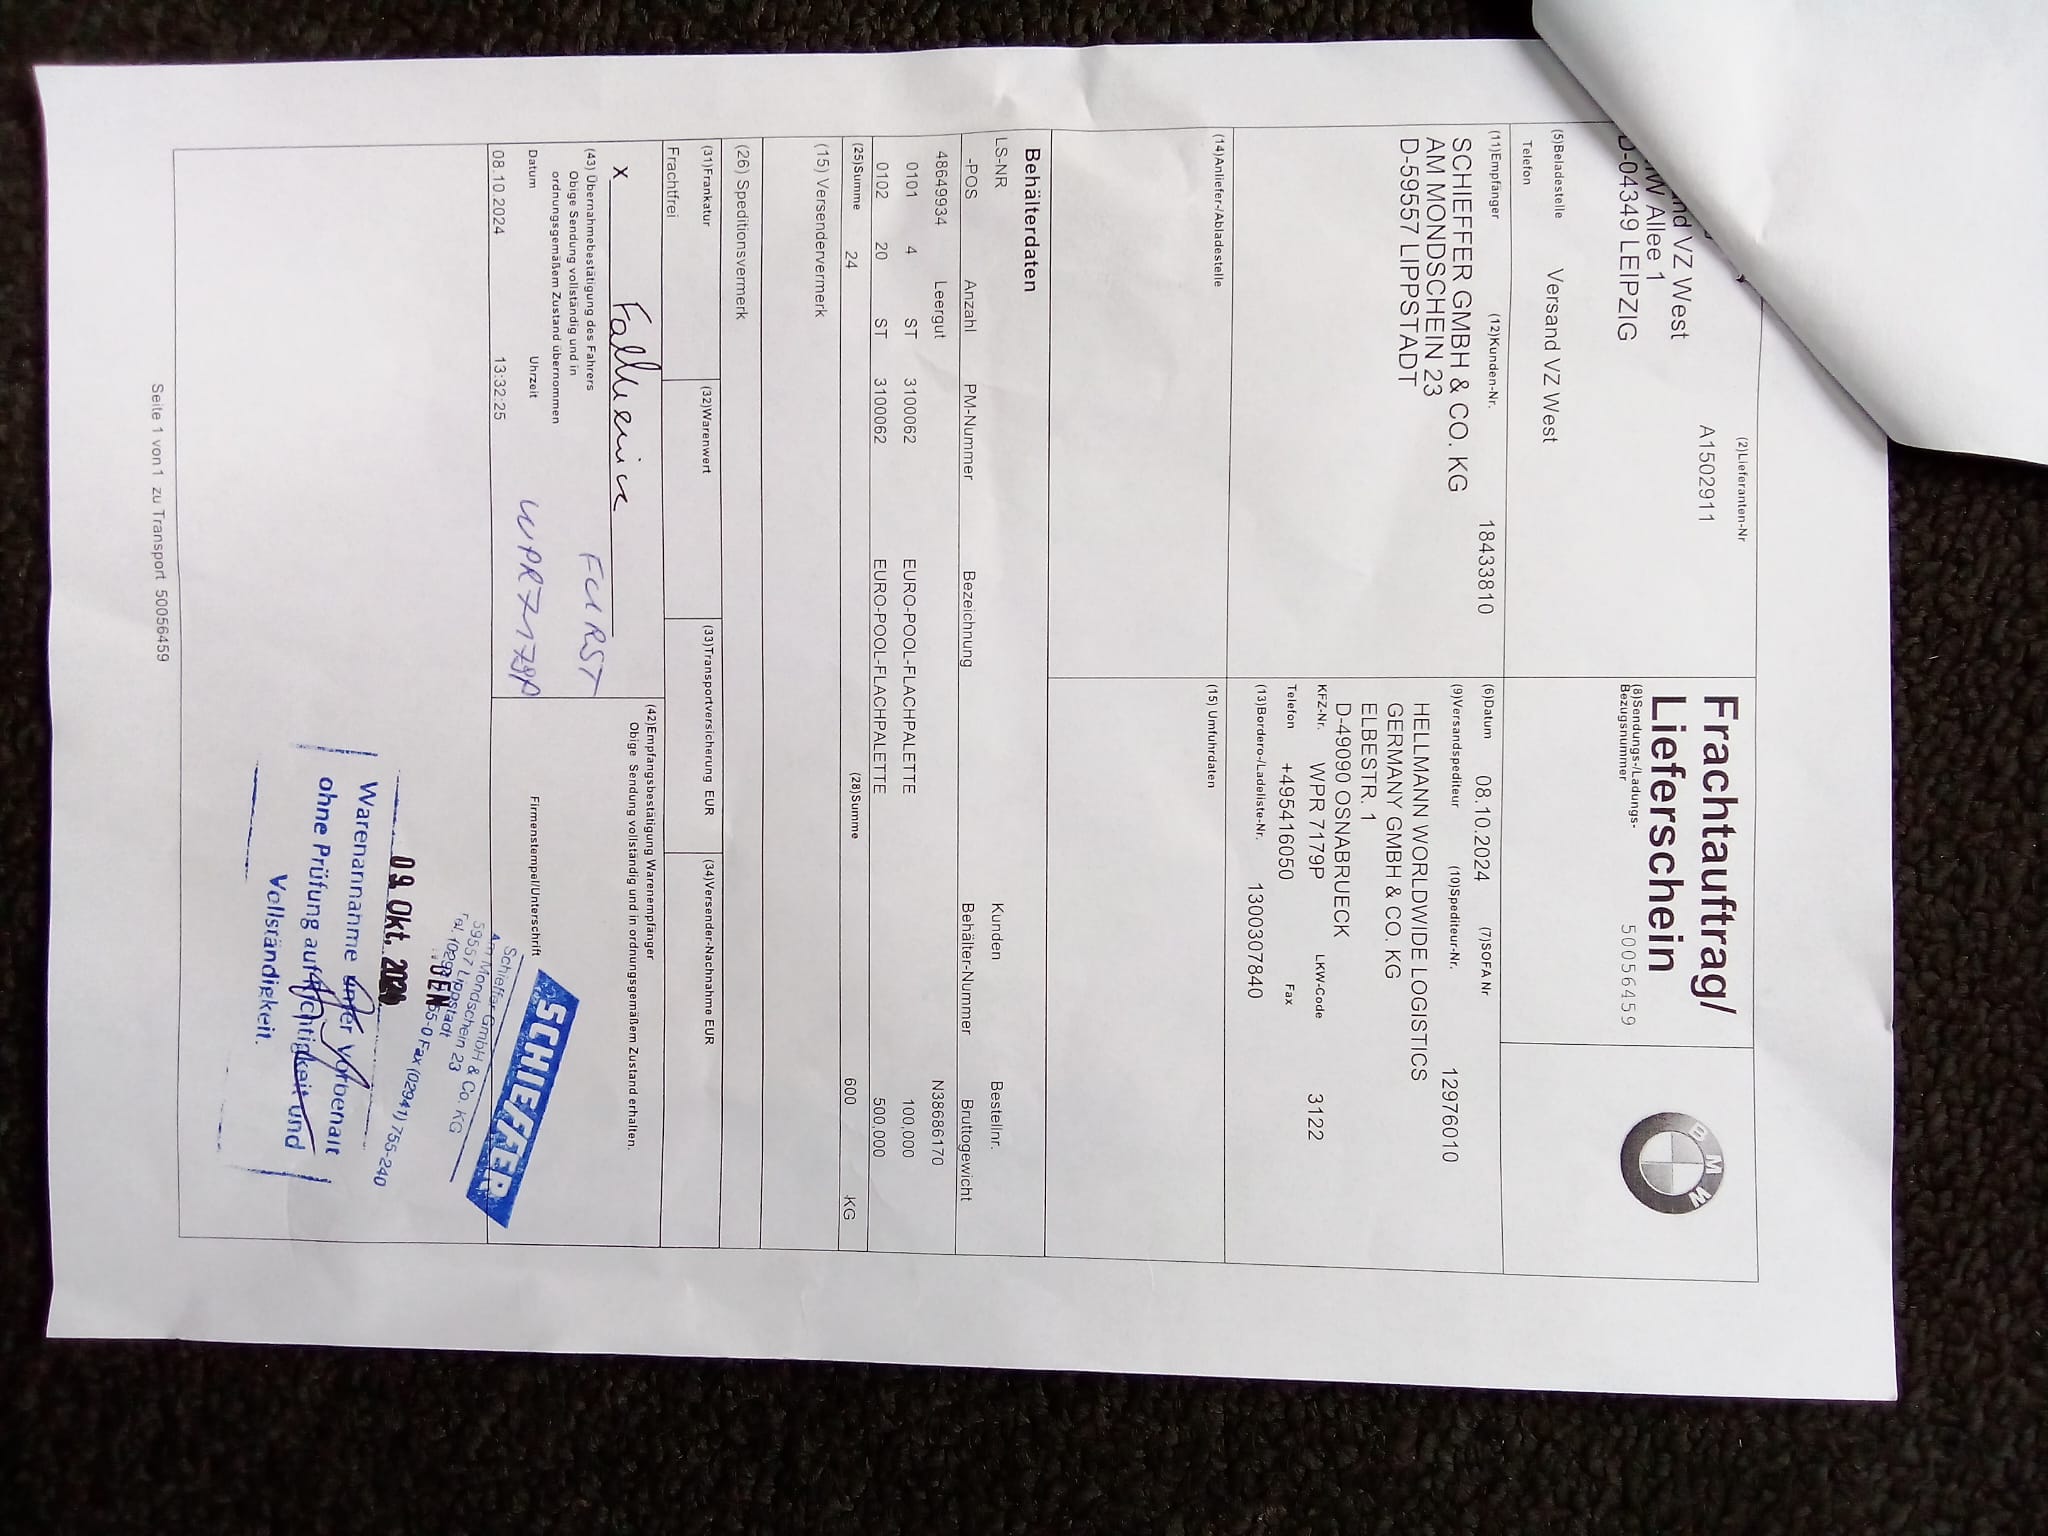 Frachtauftrag/
Lieferschein
BMW
(2)Lieferanten-Nr
A1502911
VZ West
Allee 1
D-04349 LEIPZIG
(8)Sendungs-/Ladungs-
Bezugsnummer
50056459
(5)Beladestelle
Versand VZ West
Telefon
(11)Empfänger
(12)Kunden-Nr.
18433810
SCHIEFFER GMBH & CO. KG
AM MONDSCHEIN 23
D-59557 LIPPSTADT
(6)Datum
08.10.2024
(7)SOFA Nr
(9)Versandspediteur
(10)Spediteur-Nr.
12976010
HELLMANN WORLDWIDE LOGISTICS
GERMANY GMBH & CO. KG
ELBESTR. 1
D-49090 OSNABRUECK
KFZ-Nr.
WPR 7179P
LKW-Code
3122
Telefon
+495416050
Fax
(13)Bordero-/Ladeliste-Nr.
1300307840
(14)Anliefer-/Abladestelle
(15) Umfuhrdaten
Behälterdaten
LS-NR
Kunden
Bestellnr.
-POS
Anzahl
PM-Nummer
Bezeichnung
Behälter-Nummer
Bruttogewicht
48649934
Leergut
N38686170
0101 4 ST 3100062 EURO-POOL-FLACHPALETTE 100,000
0102 20 ST 3100062 EURO-POOL-FLACHPALETTE 500,000
(25)Summe 24 (28)Summe 600 KG
(15) Versendervermerk
(26) Speditionsvermerk
(31)Frankatur
(32)Warenwert
(33)Transportversicherung EUR
(34)Versender-Nachnahme EUR
Frachtfrei
X
(43) Übernahmebestätigung des Fahrers
Obige Sendung vollständig und in
ordnungsgemäßem Zustand übernommen
FÜRST
Datum
Uhrzeit
WPR7179P
08.10.2024
13:32:25
(42)Empfangsbestätigung Warenempfänger
Obige Sendung vollständig und in ordnungsgemäßem Zustand erhalten.
Firmenstempel/Unterschrift
SCHIEFFER
Schieffer GmbH & Co. KG
Am Mondschein 23
59557 Lippstadt
Fax (02941) 755-240
09. Okt. 2024
Warenannahme unter Vorbehalt
ohne Prüfung auf Richtigkeit und
Vollständigkeit.
Seite 1 von 1 zu Transport 50056459